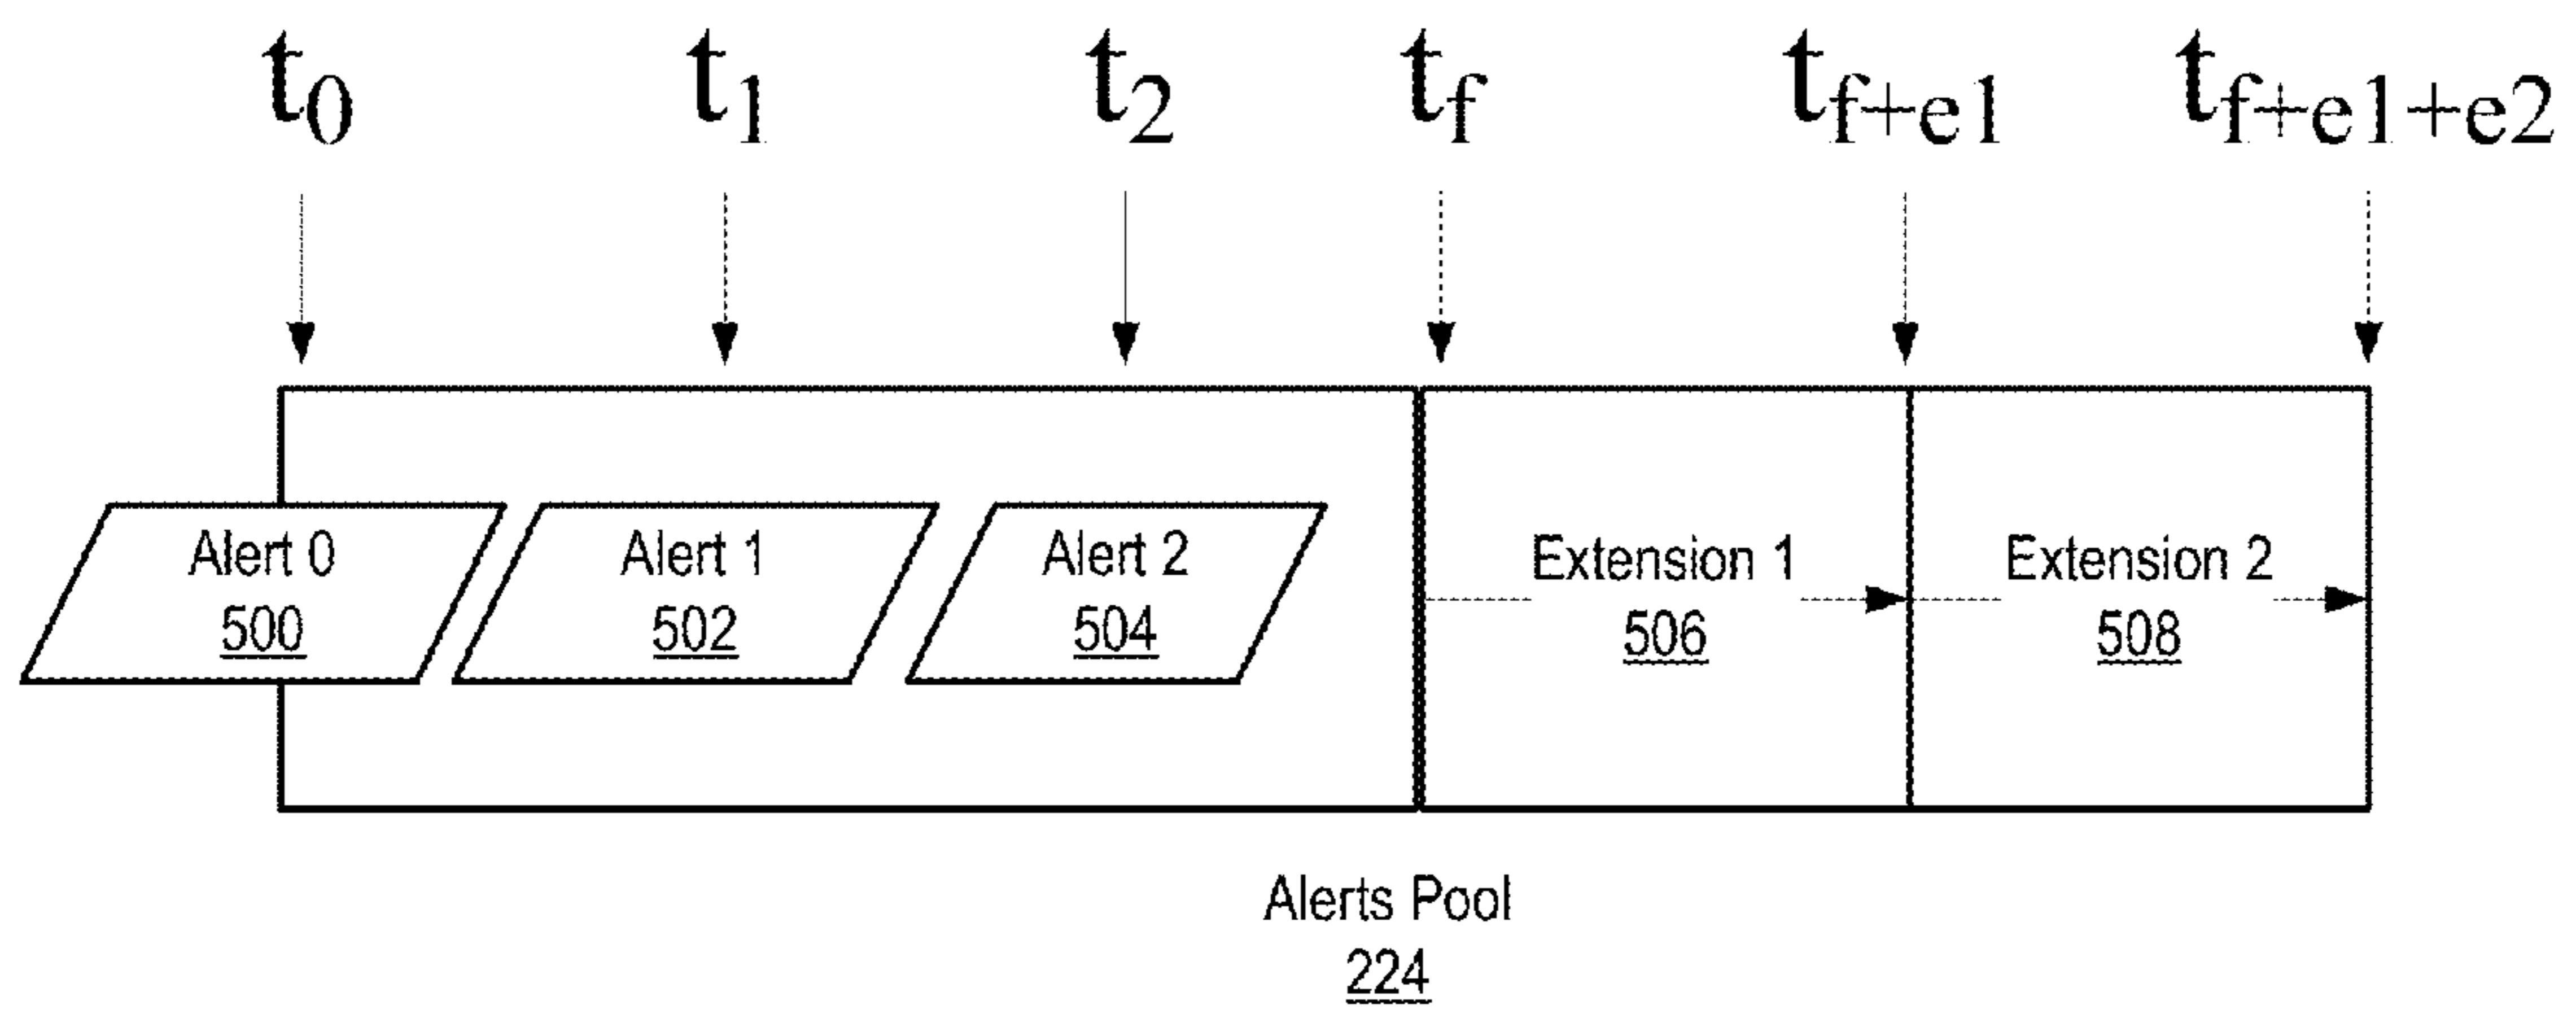 t0 t1 t2 tf tf+e1 tf+e1+e2
Alert 0 Alert 1 Alert 2 Extension 1 Extension 2
500 502 504 506 508
Alerts Pool
224